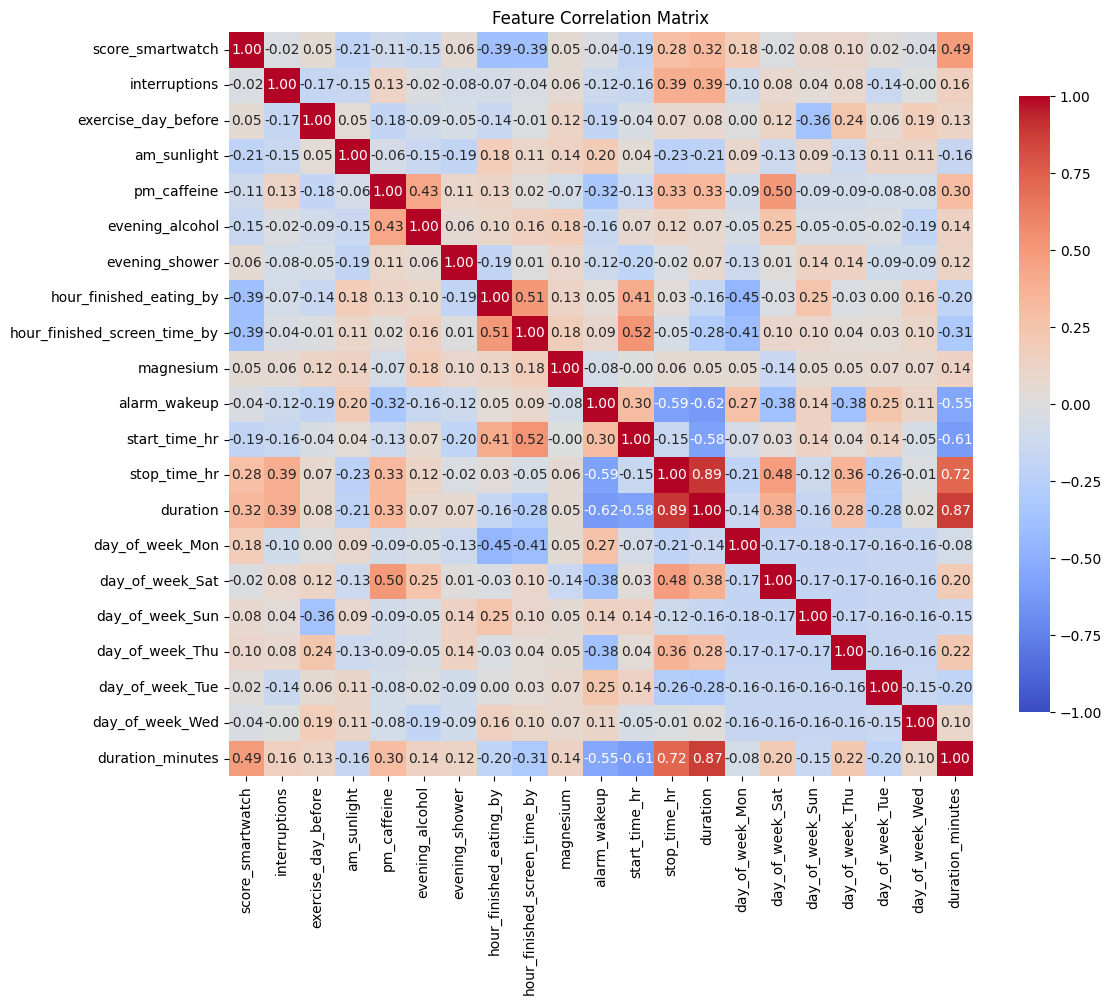 Feature Correlation Matrix
score_smartwatch 1.00 -0.02 0.05 -0.21 -0.11 -0.15 0.06 -0.39 -0.39 0.05 -0.04 -0.19 0.28 0.32 0.18 -0.02 0.08 0.10 0.02 -0.04 0.49
interruptions -0.02 1.00 -0.17 -0.15 0.13 -0.02 -0.08 -0.07 -0.04 0.06 -0.12 -0.16 0.39 0.39 -0.10 0.08 0.04 0.08 -0.14 -0.00 0.16
exercise_day_before 0.05 -0.17 1.00 0.05 -0.18 -0.09 -0.05 -0.14 -0.01 0.12 -0.19 -0.04 0.07 0.08 0.00 0.12 -0.36 0.24 0.06 0.19 0.13
am_sunlight -0.21 -0.15 0.05 1.00 -0.06 -0.15 -0.19 0.18 0.11 0.14 0.20 0.04 -0.23 -0.21 0.09 -0.13 0.09 -0.13 0.11 0.11 -0.16
pm_caffeine -0.11 0.13 -0.18 -0.06 1.00 0.43 0.11 0.13 0.02 -0.07 -0.32 -0.13 0.33 0.33 -0.09 0.50 -0.09 -0.09 -0.08 -0.08 0.30
evening_alcohol -0.15 -0.02 -0.09 -0.15 0.43 1.00 0.06 0.10 0.16 0.18 -0.16 0.07 0.12 0.07 -0.05 0.25 -0.05 -0.05 -0.02 -0.19 0.14
evening_shower 0.06 -0.08 -0.05 -0.19 0.11 0.06 1.00 -0.19 0.01 0.10 -0.12 -0.20 -0.02 0.07 -0.13 0.01 0.14 0.14 -0.09 -0.09 0.12
hour_finished_eating_by -0.39 -0.07 -0.14 0.18 0.13 0.10 -0.19 1.00 0.51 0.13 0.05 0.41 0.03 -0.16 -0.45 -0.03 0.25 -0.03 0.00 0.16 -0.20
hour_finished_screen_time_by -0.39 -0.04 -0.01 0.11 0.02 0.16 0.01 0.51 1.00 0.18 0.09 0.52 -0.05 -0.28 -0.41 0.10 0.10 0.04 0.03 0.10 -0.31
magnesium 0.05 0.06 0.12 0.14 -0.07 0.18 0.10 0.13 0.18 1.00 -0.08 -0.00 0.06 0.05 0.05 -0.14 0.05 0.05 0.07 0.07 0.14
alarm_wakeup -0.04 -0.12 -0.19 0.20 -0.32 -0.16 -0.12 0.05 0.09 -0.08 1.00 0.30 -0.59 -0.62 0.27 -0.38 0.14 -0.38 0.25 0.11 -0.55
start_time_hr -0.19 -0.16 -0.04 0.04 -0.13 0.07 -0.20 0.41 0.52 -0.00 0.30 1.00 -0.15 -0.58 -0.07 0.03 0.14 0.04 0.14 -0.05 -0.61
stop_time_hr 0.28 0.39 0.07 -0.23 0.33 0.12 -0.02 0.03 -0.05 0.06 -0.59 -0.15 1.00 0.89 -0.21 0.48 -0.12 0.36 -0.26 -0.01 0.72
duration 0.32 0.39 0.08 -0.21 0.33 0.07 0.07 -0.16 -0.28 0.05 -0.62 -0.58 0.89 1.00 -0.14 0.38 -0.16 0.28 -0.28 0.02 0.87
day_of_week_Mon 0.18 -0.10 0.00 0.09 -0.09 -0.05 -0.13 -0.45 -0.41 0.05 0.27 -0.07 -0.21 -0.14 1.00 -0.17 -0.18 -0.17 -0.16 -0.16 -0.08
day_of_week_Sat -0.02 0.08 0.12 -0.13 0.50 0.25 0.01 -0.03 0.10 -0.14 -0.38 0.03 0.48 0.38 -0.17 1.00 -0.17 -0.17 -0.16 -0.16 0.20
day_of_week_Sun 0.08 0.04 -0.36 0.09 -0.09 -0.05 0.14 0.25 0.10 0.05 0.14 0.14 -0.12 -0.16 -0.18 -0.17 1.00 -0.17 -0.16 -0.16 -0.15
day_of_week_Thu 0.10 0.08 0.24 -0.13 -0.09 -0.05 0.14 -0.03 0.04 0.05 -0.38 0.04 0.36 0.28 -0.17 -0.17 -0.17 1.00 -0.16 -0.16 0.22
day_of_week_Tue 0.02 -0.14 0.06 0.11 -0.08 -0.02 -0.09 0.00 0.03 0.07 0.25 0.14 -0.26 -0.28 -0.16 -0.16 -0.16 -0.16 1.00 -0.15 -0.20
day_of_week_Wed -0.04 -0.00 0.19 0.11 -0.08 -0.19 -0.09 0.16 0.10 0.07 0.11 -0.05 -0.01 0.02 -0.16 -0.16 -0.16 -0.16 -0.15 1.00 0.10
duration_minutes 0.49 0.16 0.13 -0.16 0.30 0.14 0.12 -0.20 -0.31 0.14 -0.55 -0.61 0.72 0.87 -0.08 0.20 -0.15 0.22 -0.20 0.10 1.00
score_smartwatch
interruptions
exercise_day_before
am_sunlight
pm_caffeine
evening_alcohol
evening_shower
hour_finished_eating_by
hour_finished_screen_time_by
magnesium
alarm_wakeup
start_time_hr
stop_time_hr
duration
day_of_week_Mon
day_of_week_Sat
day_of_week_Sun
day_of_week_Thu
day_of_week_Tue
day_of_week_Wed
duration_minutes
1.00
0.75
0.50
0.25
0.00
−0.25
−0.50
−0.75
−1.00